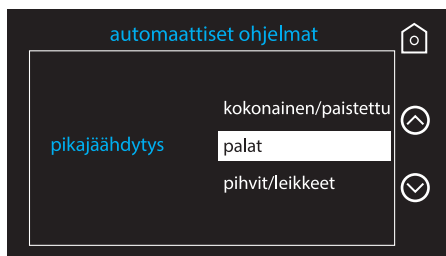 automaattiset ohjelmat
kokonainen/paistettu
pikajäähdytys
palat
pihvit/leikkeet